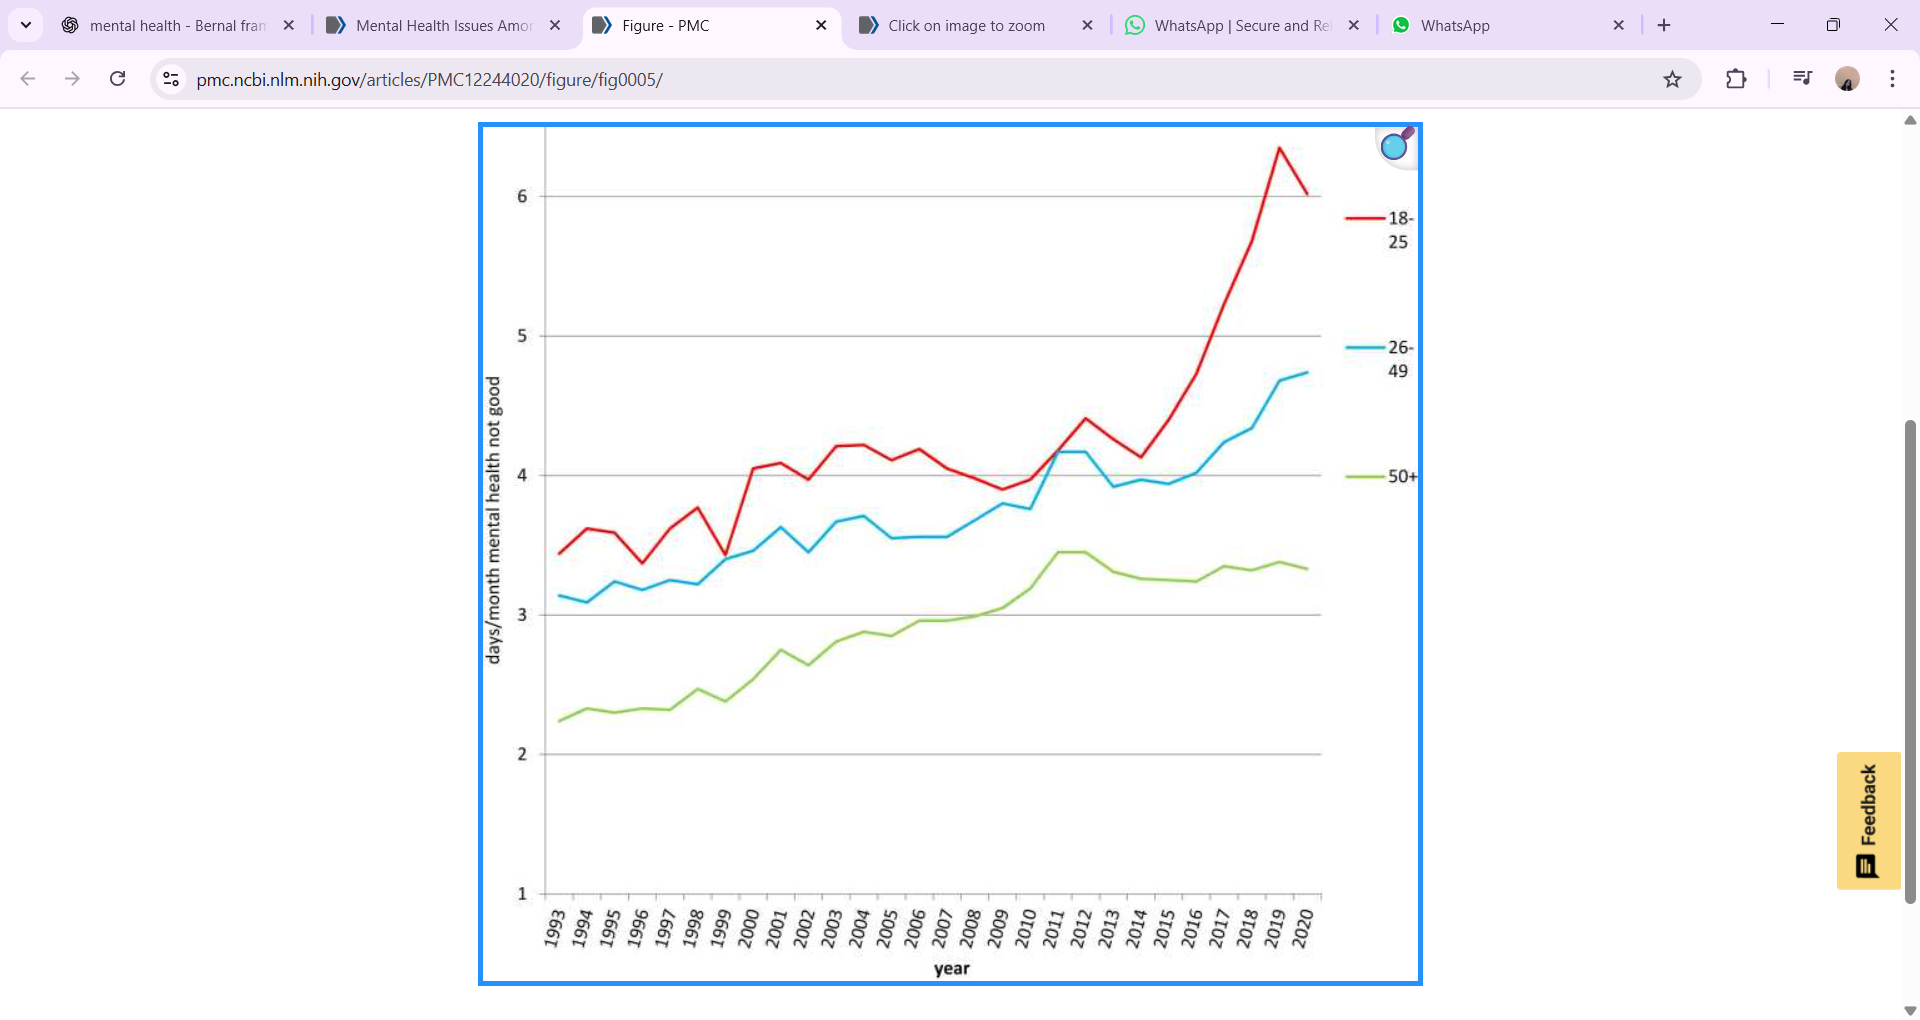 mental health - Bernal fran
Mental Health Issues Amor
Figure - PMC
Click on image to zoom
WhatsApp | Secure and Rel
WhatsApp
pmc.ncbi.nlm.nih.gov/articles/PMC12244020/figure/fig0005/
6
5
4
3
2
1
days/month mental health not good
18-
25
26-
49
50+
1993 1994 1995 1996 1997 1998 1999 2000 2001 2002 2003 2004 2005 2006 2007 2008 2009 2010 2011 2012 2013 2014 2015 2016 2017 2018 2019 2020
year
Feedback